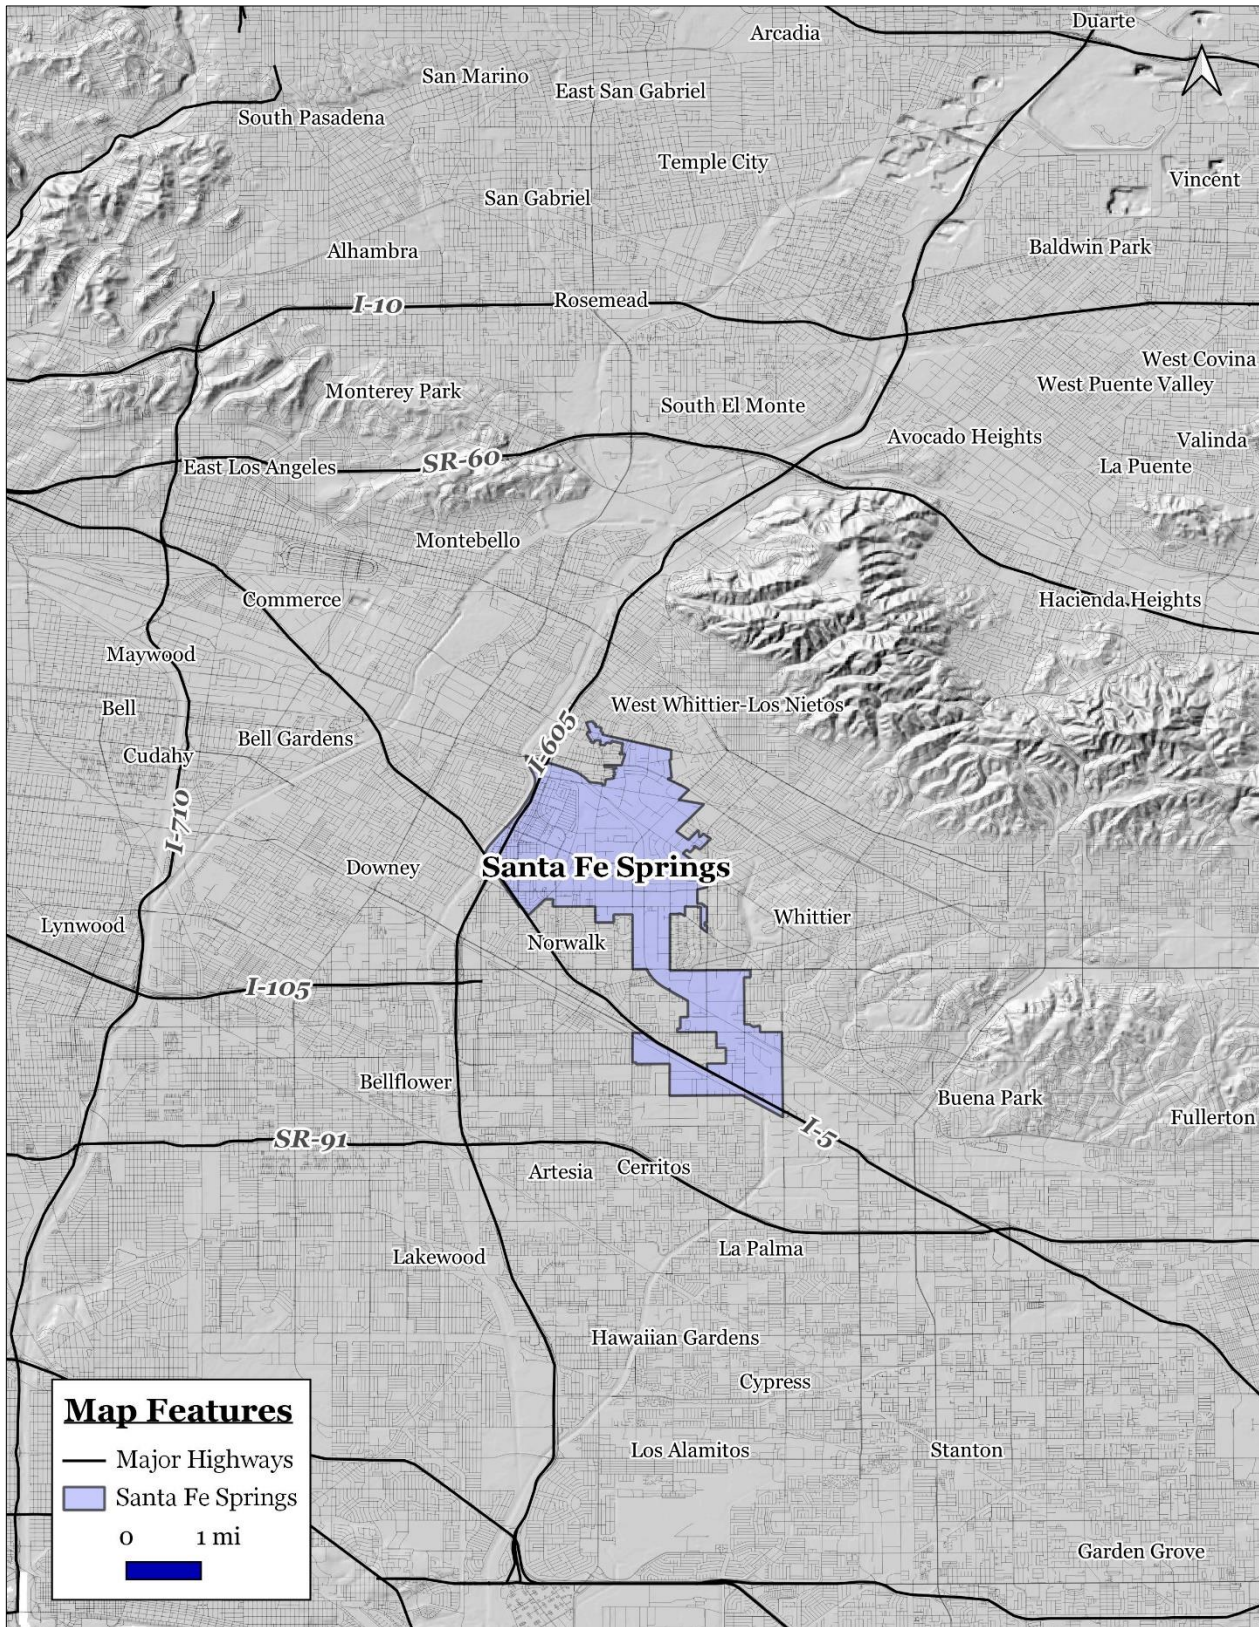 Duarte
Arcadia
San Marino
East San Gabriel
South Pasadena
Temple City
Vincent
San Gabriel
Alhambra
Baldwin Park
I-10
Rosemead
West Covina
Monterey Park
West Puente Valley
South El Monte
Avocado Heights
Valinda
East Los Angeles
SR-60
La Puente
Montebello
Commerce
Hacienda Heights
Maywood
Bell
West Whittier-Los Nietos
Bell Gardens
Cudahy
I-605
I-710
Downey
Santa Fe Springs
Lynwood
Whittier
Norwalk
I-105
Bellflower
Buena Park
Fullerton
I-5
SR-91
Artesia
Cerritos
Lakewood
La Palma
Hawaiian Gardens
Cypress
Los Alamitos
Stanton
Garden Grove
Map Features
Major Highways
Santa Fe Springs
0 1 mi